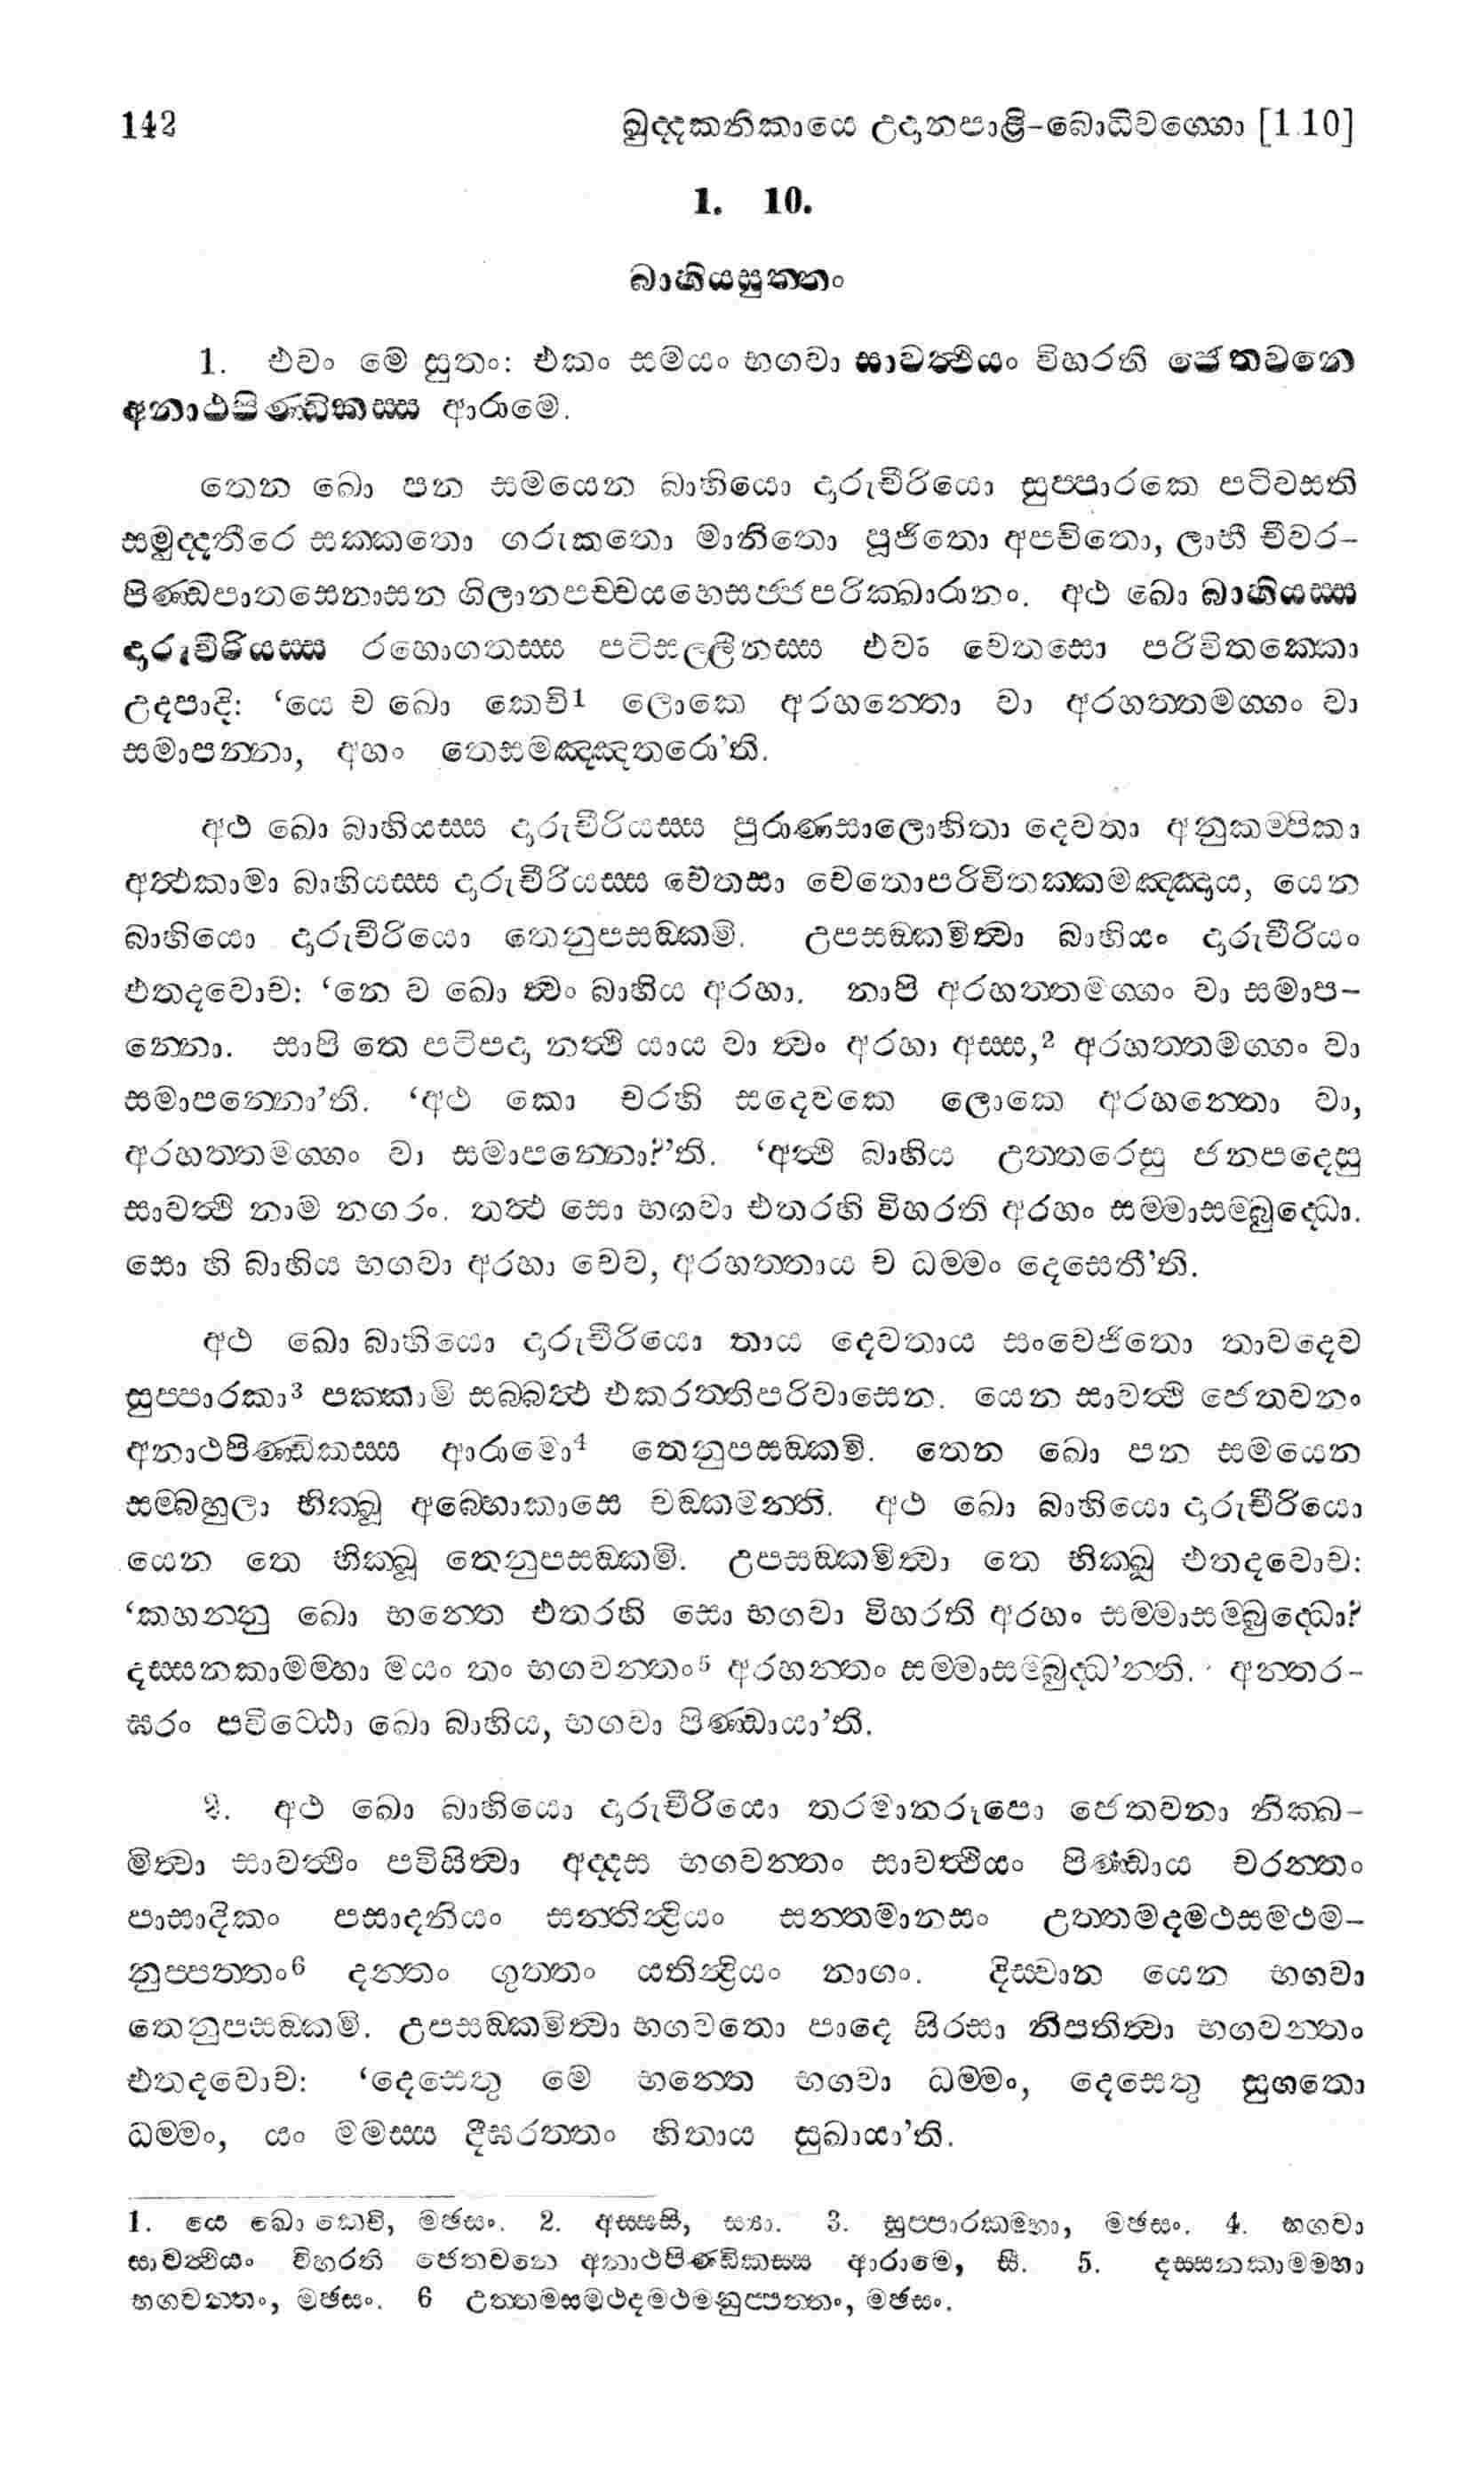 142 ඛුද්දකනිකායෙ උදානපාළි-බොධිවග්ගො [1.10]
1. 10.
බාහියසුත්තං
1. එවං මෙ සුතං: එකං සමයං භගවා සාවත්ථියං විහරති ජෙතවනෙ
අනාථපිණ්ඩිකස්ස ආරාමෙ.
තෙන ඛො පන සමයෙන බාහියො දාරුචීරියො සුප්පාරකෙ පටිවසති
සමුද්දතීරෙ සක්කතො ගරුකතො මානිතො පූජිතො අපචිතො, ලාභී චීවර-
පිණ්ඩපාතසෙනාසන ගිලානපච්චයභෙසජ්ජපරික්ඛාරානං. අථ ඛො බාහියස්ස
දාරුචීරියස්ස රහොගතස්ස පටිසල්ලීනස්ස එවං චෙතසො පරිවිතක්කො
උදපාදි: ‘යෙ ච ඛො කෙචි1 ලොකෙ අරහන්තො වා අරහත්තමග්ගං වා
සමාපන්නා, අහං තෙසමඤ්ඤතරො’ති.
අථ ඛො බාහියස්ස දාරුචීරියස්ස පුරාණසාලොහිතා දෙවතා අනුකම්පිකා
අත්ථකාමා බාහියස්ස දාරුචීරියස්ස චේතසා චෙතොපරිවිතක්කමඤ්ඤාය, යෙන
බාහියො දාරුචීරියො තෙනුපසඞ්කමි. උපසඞ්කමිත්වා බාහියං දාරුචීරියං
එතදවොච: ‘නෙ ව ඛො ත්වං බාහිය අරහා. නාපි අරහත්තමග්ගං වා සමාප-
න්නො. සාපි තෙ පටිපදා නත්ථි යාය වා ත්වං අරහා අස්ස,2 අරහත්තමග්ගං වා
සමාපන්නො’ති. ‘අථ කො චරහි සදෙවකෙ ලොකෙ අරහන්තො වා,
අරහත්තමග්ගං වා සමාපන්නො?’ති. ‘අත්ථි බාහිය උත්තරෙසු ජනපදෙසු
සාවත්ථි නාම නගරං. තත්ථ සො භගවා එතරහි විහරති අරහං සම්මාසම්බුද්ධො.
සො හි බාහිය භගවා අරහා චෙව, අරහත්තාය ච ධම්මං දෙසෙතී’ති.
අථ ඛො බාහියො දාරුචීරියො තාය දෙවතාය සංවෙජිතො තාවදෙව
සුප්පාරකා3 පක්කාමි සබ්බත්ථ එකරත්තිපරිවාසෙන. යෙන සාවත්ථි ජෙතවනං
අනාථපිණ්ඩිකස්ස ආරාමො4 තෙනුපසඞ්කමි. තෙන ඛො පන සමයෙන
සම්බහුලා භික්ඛූ අබ්භොකාසෙ චඞ්කමන්ති. අථ ඛො බාහියො දාරුචීරියො
යෙන තෙ භික්ඛූ තෙනුපසඞ්කමි. උපසඞ්කමිත්වා තෙ භික්ඛූ එතදවොච:
‘කහන්නු ඛො භන්තෙ එතරහි සො භගවා විහරති අරහං සම්මාසම්බුද්ධො?
දස්සනකාමම්හා මයං තං භගවන්තං5 අරහන්තං සම්මාසම්බුද්ධ’න්ති. අන්තර-
ඝරං පවිට්ඨො ඛො බාහිය, භගවා පිණ්ඩායා’ති.
2. අථ ඛො බාහියො දාරුචීරියො තරමානරූපො ජෙතවනා නික්ඛ-
මිත්වා සාවත්ථිං පවිසිත්වා අද්දස භගවන්තං සාවත්ථියං පිණ්ඩාය චරන්තං
පාසාදිකං පසාදනියං සන්තින්ද්‍රියං සන්තමානසං උත්තමදමථසමථම-
නුප්පත්තං6 දන්තං ගුත්තං යතින්ද්‍රියං නාගං. දිස්වාන යෙන භගවා
තෙනුපසඞ්කමි. උපසඞ්කමිත්වා භගවතො පාදෙ සිරසා නිපතිත්වා භගවන්තං
එතදවොච: ‘දෙසෙතු මෙ භන්තෙ භගවා ධම්මං, දෙසෙතු සුගතො
ධම්මං, යං මමස්ස දීඝරත්තං හිතාය සුඛායා’ති.
1. යෙ ඛො කෙචි, මඡසං. 2. අස්සසි, ස්‍යා. 3. සුප්පාරකම්හා, මඡසං. 4. භගවා
සාවත්ථියං විහරති ජෙතවනෙ අනාථපිණ්ඩිකස්ස ආරාමෙ, සී. 5. දස්සනකාමම්හා
භගවන්තං, මඡසං. 6 උත්තමසමථදමථමනුප්පත්තං, මඡසං.